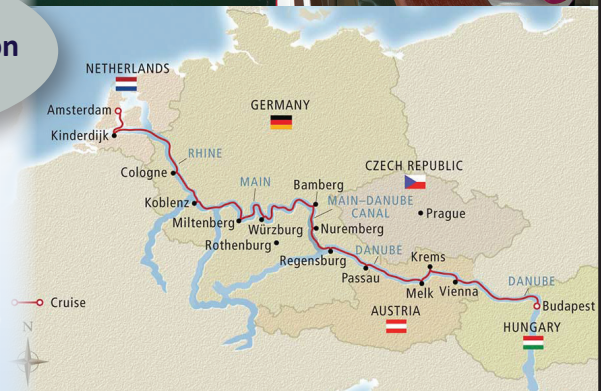 on
NETHERLANDS
Amsterdam
Kinderdijk
GERMANY
RHINE
Cologne
Koblenz
MAIN
Miltenberg
Würzburg
Rothenburg
Bamberg
MAIN–DANUBE
CANAL
Nuremberg
Regensburg
CZECH REPUBLIC
Prague
DANUBE
Passau
Krems
Melk
Vienna
AUSTRIA
DANUBE
Budapest
HUNGARY
Cruise
N